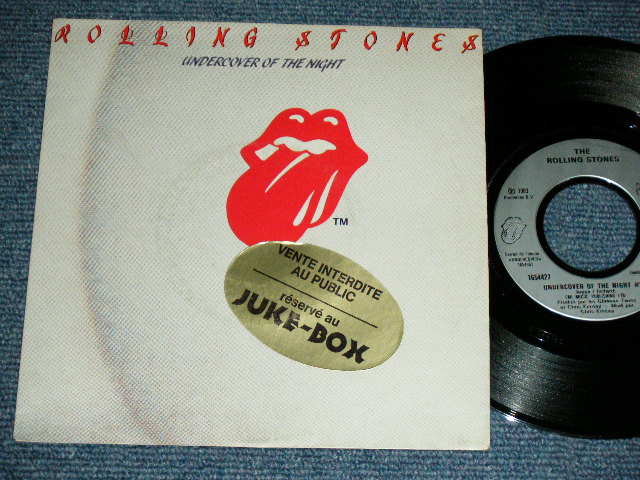 ROLLING STONES
UNDERCOVER OF THE NIGHT
TM
VENTE INTERDITE
AU PUBLIC
réservé au
JUKE-BOX
THE
ROLLING STONES
1654827
UNDERCOVER OF THE NIGHT
EMI MUSIC PUBLISHING LTD